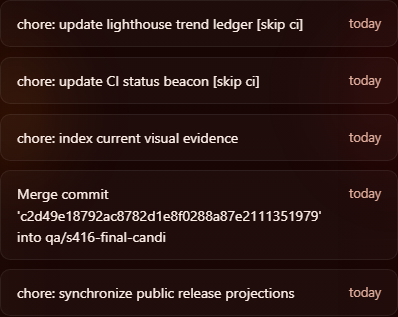 chore: update lighthouse trend ledger [skip ci] today
chore: update CI status beacon [skip ci] today
chore: index current visual evidence today
Merge commit today
'c2d49e18792ac8782d1e8f0288a87e2111351979'
into qa/s416-final-candi
chore: synchronize public release projections today